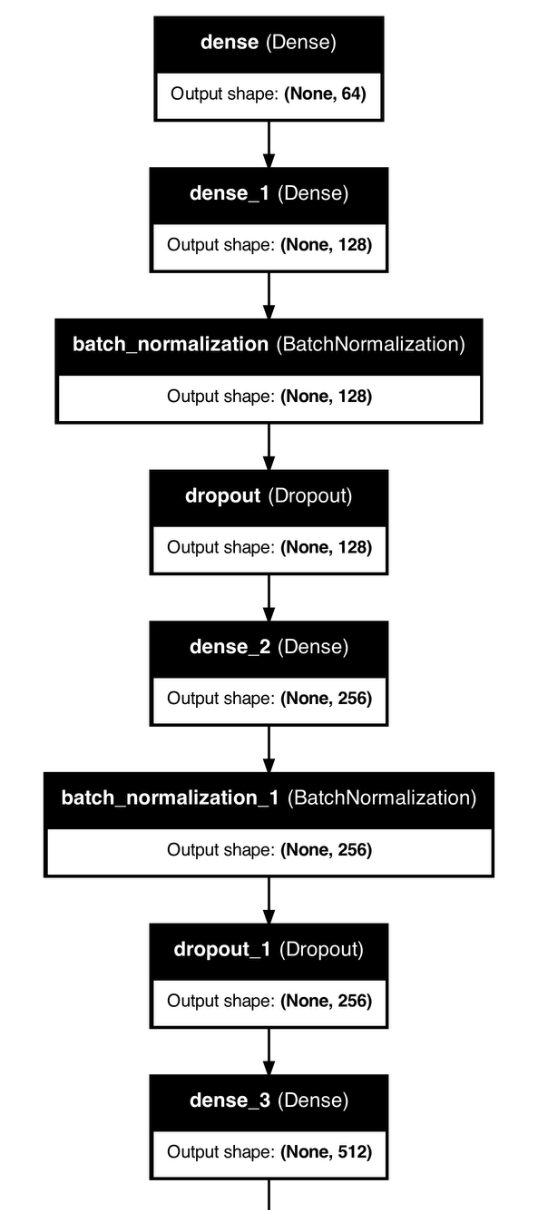 dense (Dense)
Output shape: (None, 64)
dense_1 (Dense)
Output shape: (None, 128)
batch_normalization (BatchNormalization)
Output shape: (None, 128)
dropout (Dropout)
Output shape: (None, 128)
dense_2 (Dense)
Output shape: (None, 256)
batch_normalization_1 (BatchNormalization)
Output shape: (None, 256)
dropout_1 (Dropout)
Output shape: (None, 256)
dense_3 (Dense)
Output shape: (None, 512)